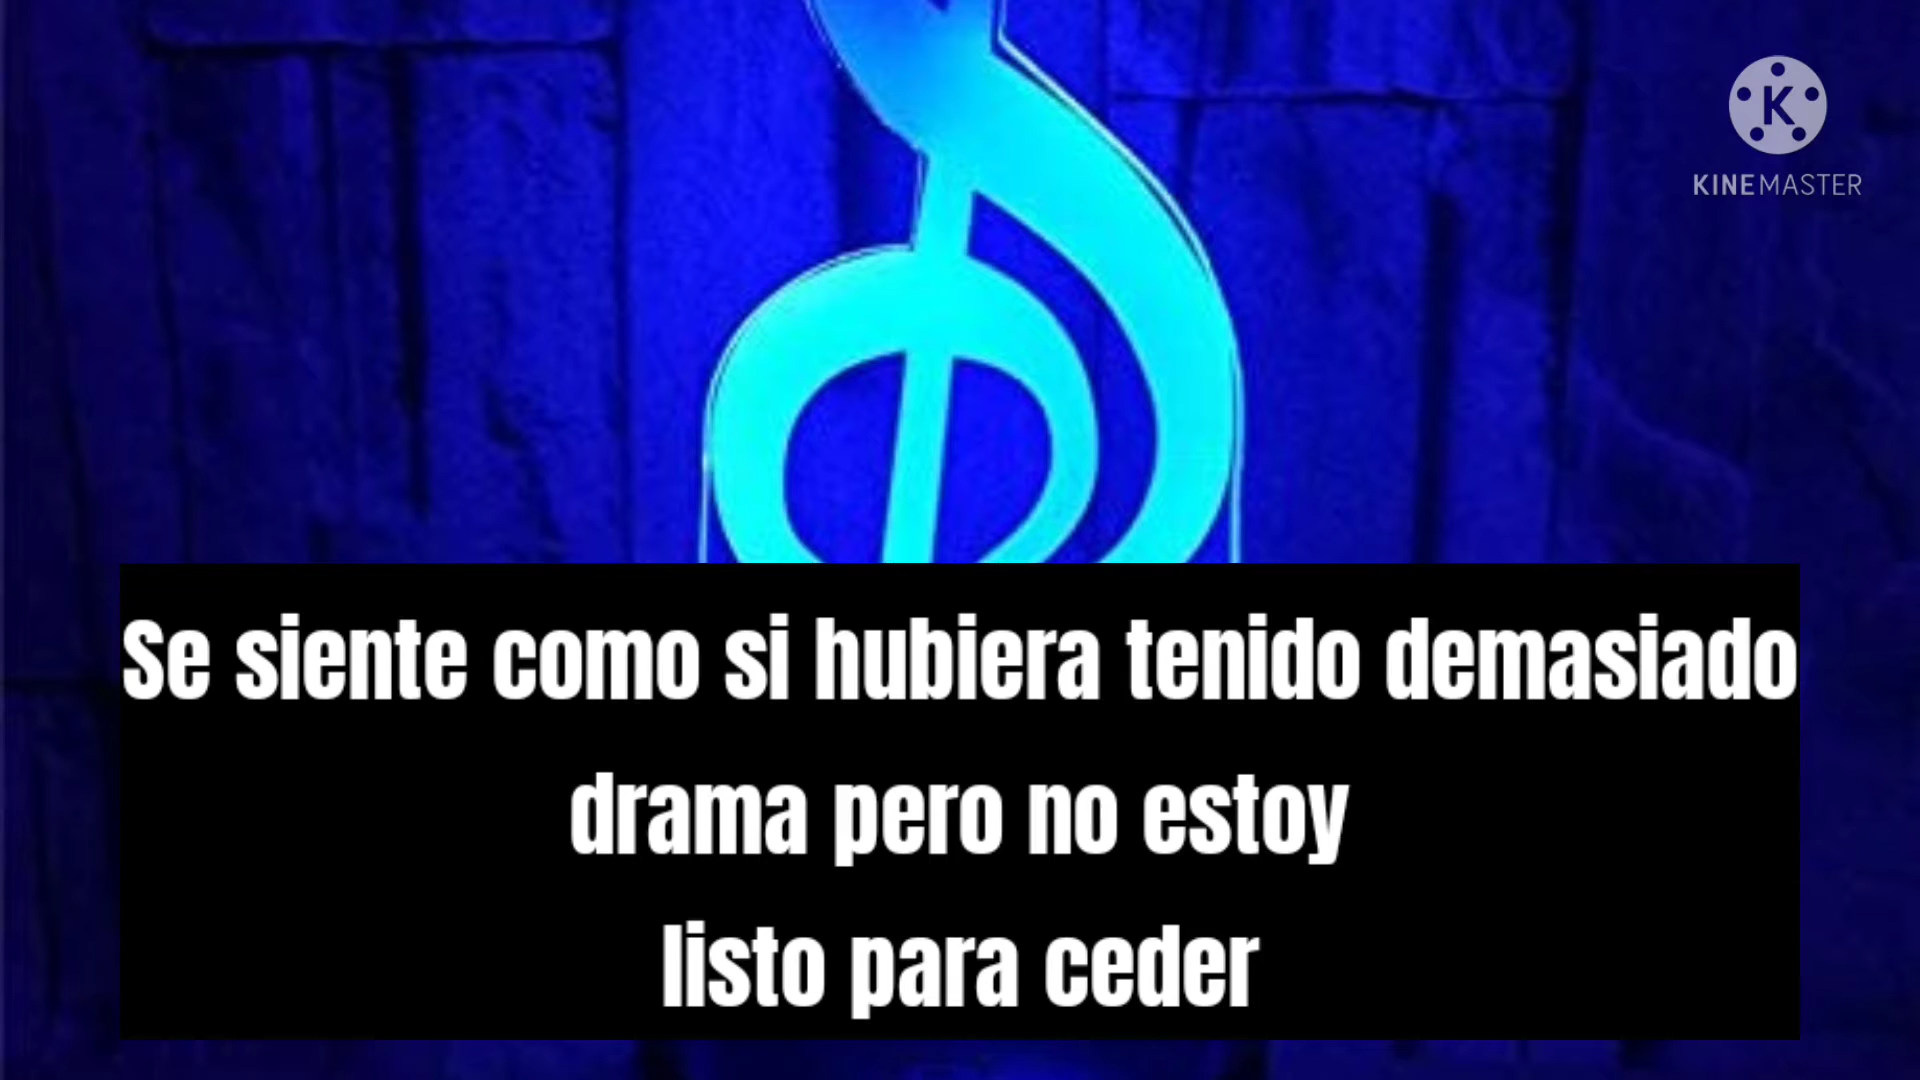 K
KINEMASTER
Se siente como si hubiera tenido demasiado
drama pero no estoy
listo para ceder